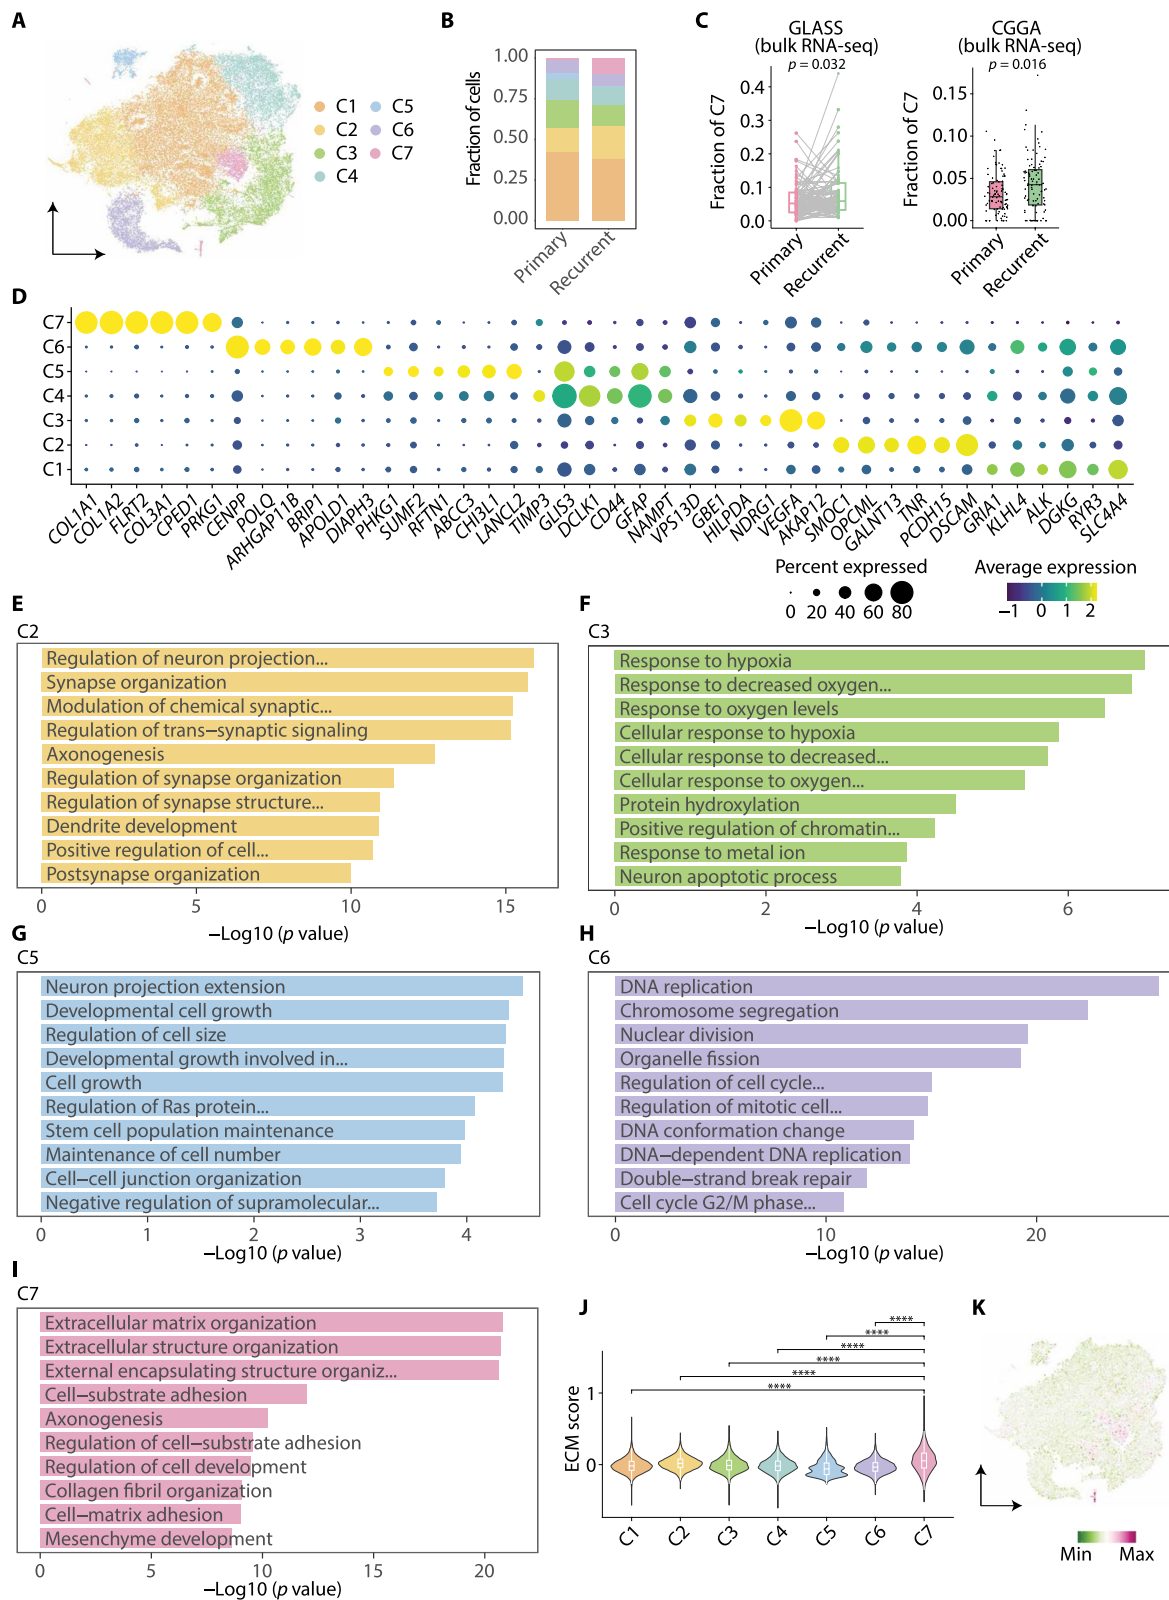 A
C1
C2
C3
C4
C5
C6
C7
B
Fraction of cells
1.00
0.75
0.50
0.25
0.00
Primary
Recurrent
C
GLASS
(bulk RNA-seq)
p = 0.032
Fraction of C7
0.4
0.3
0.2
0.1
0.0
Primary
Recurrent
CGGA
(bulk RNA-seq)
p = 0.016
Fraction of C7
0.15
0.10
0.05
0.00
Primary
Recurrent
D
C7
C6
C5
C4
C3
C2
C1
COL1A1
COL1A2
FLRT2
COL3A1
CPED1
PRKG1
CENPP
POLQ
ARHGAP11B
BRIP1
APOLD1
DIAPH3
PHKG1
SUMF2
RFTN1
ABCC3
CHI3L1
LANCL2
TIMP3
GLIS3
DCLK1
CD44
GFAP
NAMPT
VPS13D
GBE1
HILPDA
NDRG1
VEGFA
AKAP12
SMOC1
OPCML
GALNT13
TNR
PCDH15
DSCAM
GRIA1
KLHL4
ALK
DGKG
RYR3
SLC4A4
Percent expressed
0 20 40 60 80
Average expression
−1 0 1 2
E
C2
Regulation of neuron projection...
Synapse organization
Modulation of chemical synaptic...
Regulation of trans−synaptic signaling
Axonogenesis
Regulation of synapse organization
Regulation of synapse structure...
Dendrite development
Positive regulation of cell...
Postsynapse organization
0 5 10 15
−Log10 (p value)
F
C3
Response to hypoxia
Response to decreased oxygen...
Response to oxygen levels
Cellular response to hypoxia
Cellular response to decreased...
Cellular response to oxygen...
Protein hydroxylation
Positive regulation of chromatin...
Response to metal ion
Neuron apoptotic process
0 2 4 6
−Log10 (p value)
G
C5
Neuron projection extension
Developmental cell growth
Regulation of cell size
Developmental growth involved in...
Cell growth
Regulation of Ras protein...
Stem cell population maintenance
Maintenance of cell number
Cell−cell junction organization
Negative regulation of supramolecular...
0 1 2 3 4
−Log10 (p value)
H
C6
DNA replication
Chromosome segregation
Nuclear division
Organelle fission
Regulation of cell cycle...
Regulation of mitotic cell...
DNA conformation change
DNA−dependent DNA replication
Double−strand break repair
Cell cycle G2/M phase...
0 10 20
−Log10 (p value)
I
C7
Extracellular matrix organization
Extracellular structure organization
External encapsulating structure organiz...
Cell−substrate adhesion
Axonogenesis
Regulation of cell−substrate adhesion
Regulation of cell development
Collagen fibril organization
Cell−matrix adhesion
Mesenchyme development
0 5 10 15 20
−Log10 (p value)
J
****
****
****
****
****
****
ECM score
1
0
C1
C2
C3
C4
C5
C6
C7
K
Min Max